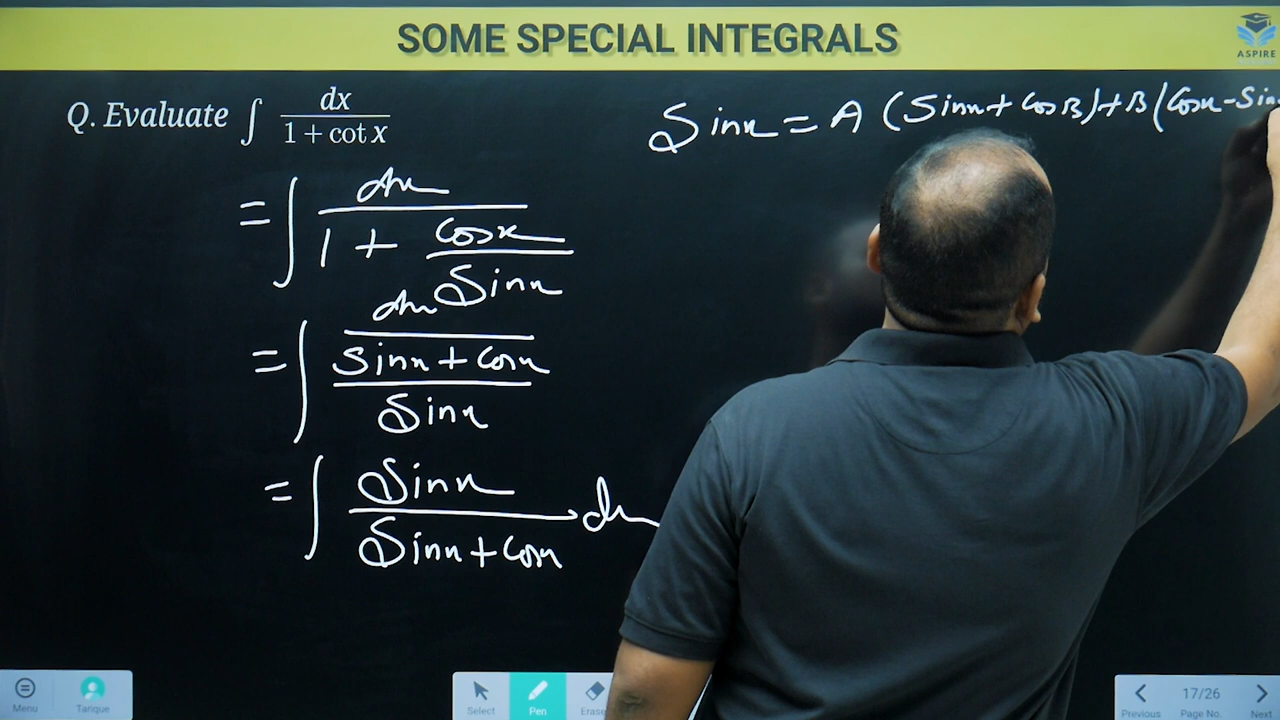 SOME SPECIAL INTEGRALS
ASPIRE
Q. Evaluate ∫ dx / (1 + cot x)
Sinx = A (Sinx + CosB) + B (Cosx - Sin
= ∫ dx / (1 + Cosx / Sinx)
= ∫ dx / ((Sinx + Cosx) / Sinx)
= ∫ Sinx / (Sinx + Cosx) dx
Menu
Tarique
Select
Pen
Erase
Previous
17/26
Page No.
Next